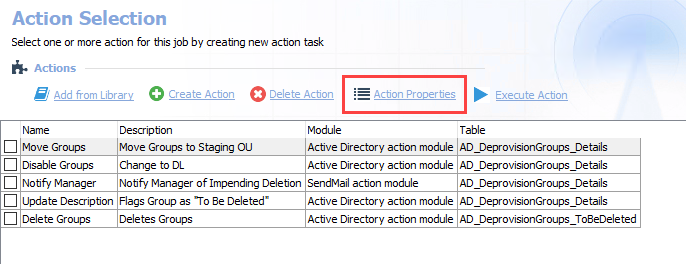 Action Selection
Select one or more action for this job by creating new action task
Actions
Add from Library Create Action Delete Action Action Properties Execute Action
Name Description Module Table
Move Groups Move Groups to Staging OU Active Directory action module AD_DeprovisionGroups_Details
Disable Groups Change to DL Active Directory action module AD_DeprovisionGroups_Details
Notify Manager Notify Manager of Impending Deletion SendMail action module AD_DeprovisionGroups_Details
Update Description Flags Group as "To Be Deleted" Active Directory action module AD_DeprovisionGroups_Details
Delete Groups Deletes Groups Active Directory action module AD_DeprovisionGroups_ToBeDeleted